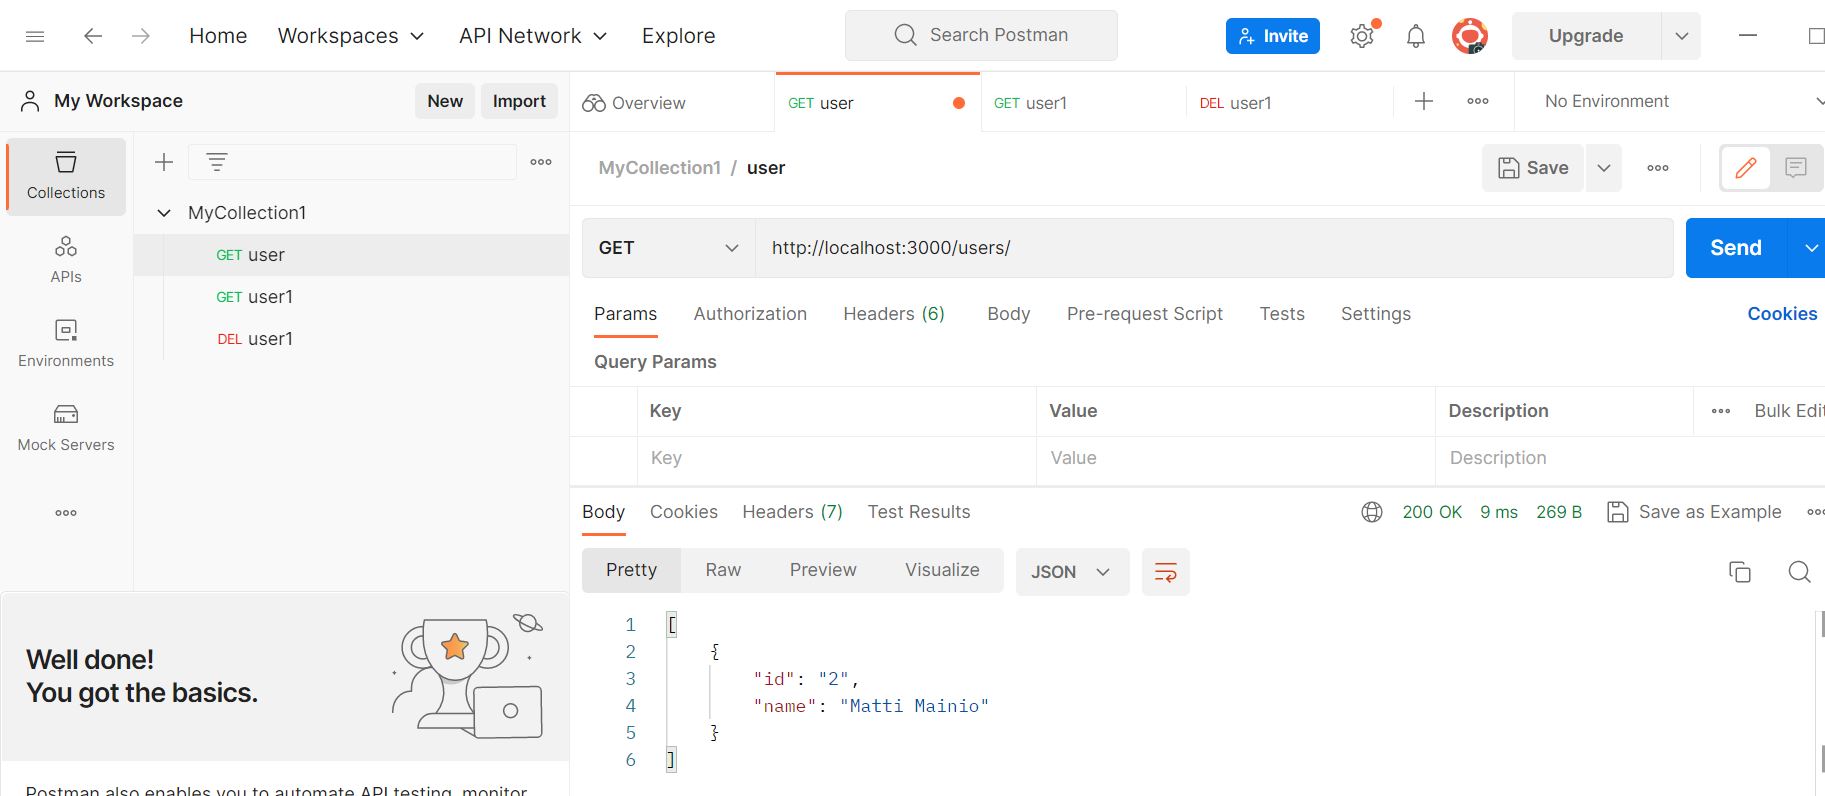 Home Workspaces API Network Explore Search Postman Invite Upgrade
My Workspace New Import
Overview GET user GET user1 DEL user1 No Environment
Collections
APIs
Environments
Mock Servers
MyCollection1
GET user
GET user1
DEL user1
Well done!
You got the basics.
Postman also enables you to automate API testing, monitor
MyCollection1 / user Save
GET http://localhost:3000/users/ Send
Params Authorization Headers (6) Body Pre-request Script Tests Settings Cookies
Query Params
Key Value Description Bulk Edit
Key Value Description
Body Cookies Headers (7) Test Results 200 OK 9 ms 269 B Save as Example
Pretty Raw Preview Visualize JSON
1 [
2 {
3 "id": "2",
4 "name": "Matti Mainio"
5 }
6 ]